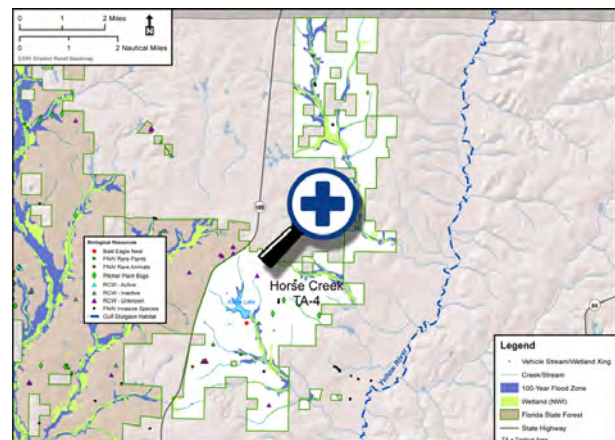 0 1 2 Miles
0 1 2 Nautical Miles
N
ESRI Shaded Relief Basemap
189
Biological Resources
Bald Eagle Nest
FNAI Rare Plants
FNAI Rare Animals
Pitcher Plant Bogs
RCW - Active
RCW - Inactive
RCW - Unknown
FNAI Invasive Species
Gulf Sturgeon Habitat
Horse Creek
TA-4
Yellow River
Legend
Vehicle Stream/Wetland Xing
Creek/Stream
100-Year Flood Zone
Wetland (NWI)
Florida State Forest
State Highway